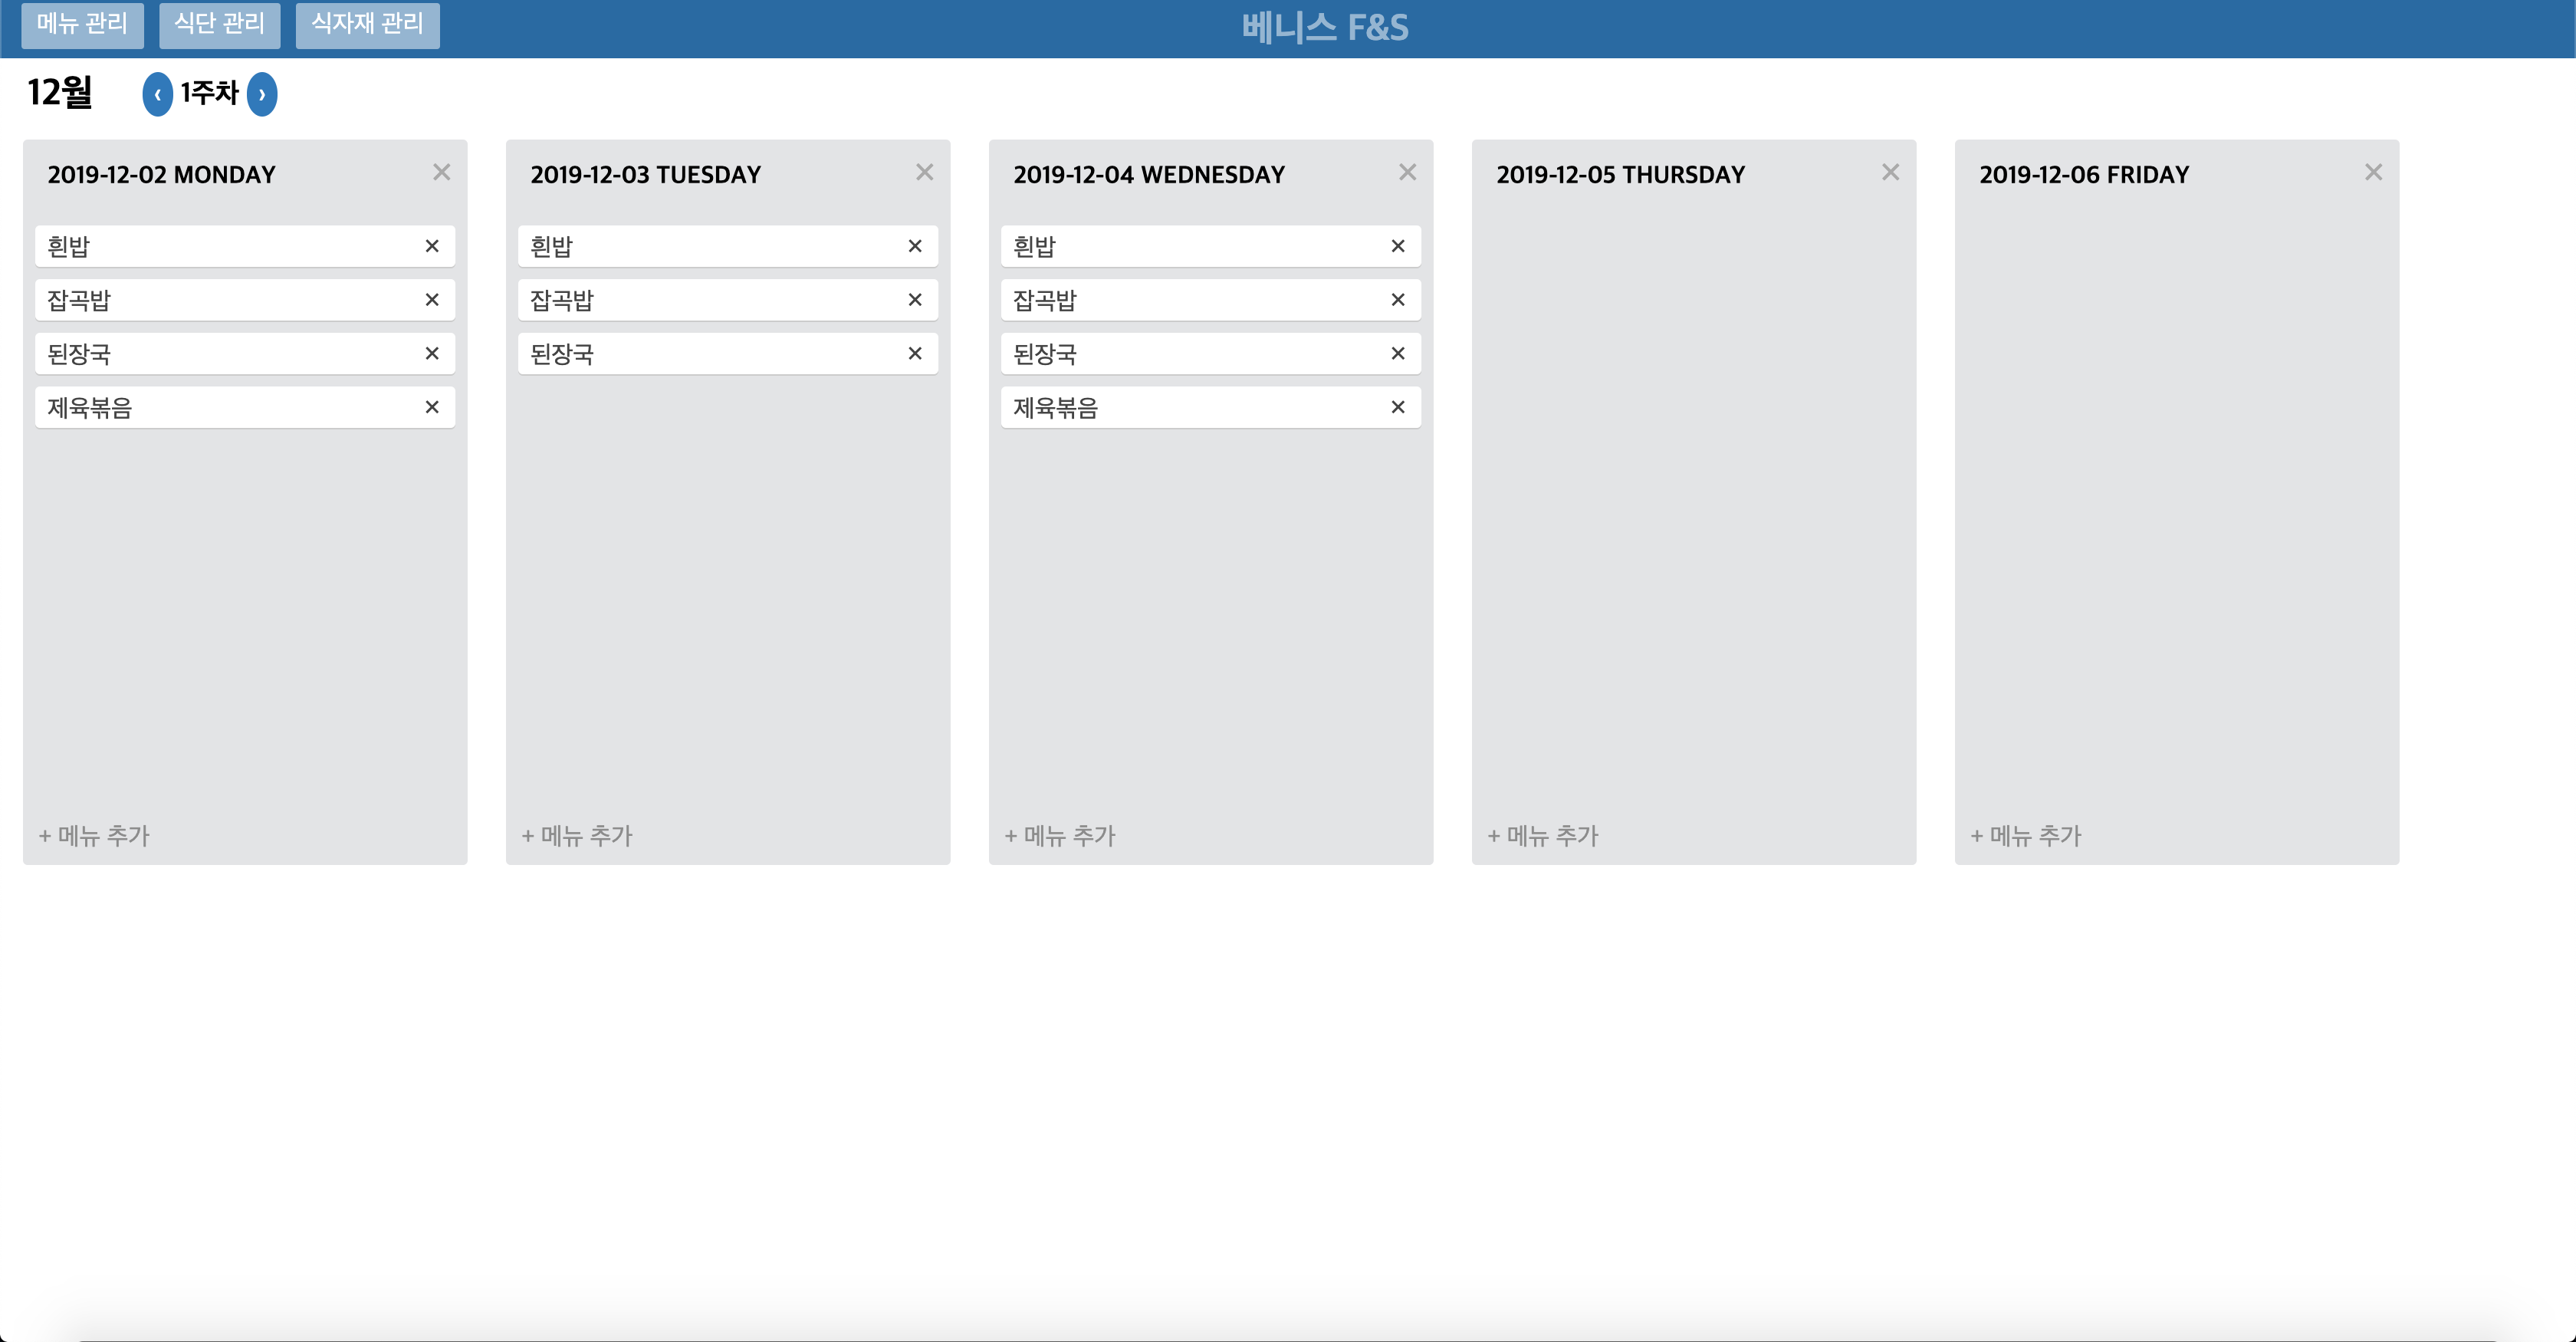 메뉴 관리 식단 관리 식자재 관리 베니스 F&S
12월 ‹ 1주차 ›
2019-12-02 MONDAY ×
흰밥 ×
잡곡밥 ×
된장국 ×
제육볶음 ×
+ 메뉴 추가
2019-12-03 TUESDAY ×
흰밥 ×
잡곡밥 ×
된장국 ×
+ 메뉴 추가
2019-12-04 WEDNESDAY ×
흰밥 ×
잡곡밥 ×
된장국 ×
제육볶음 ×
+ 메뉴 추가
2019-12-05 THURSDAY ×
+ 메뉴 추가
2019-12-06 FRIDAY ×
+ 메뉴 추가